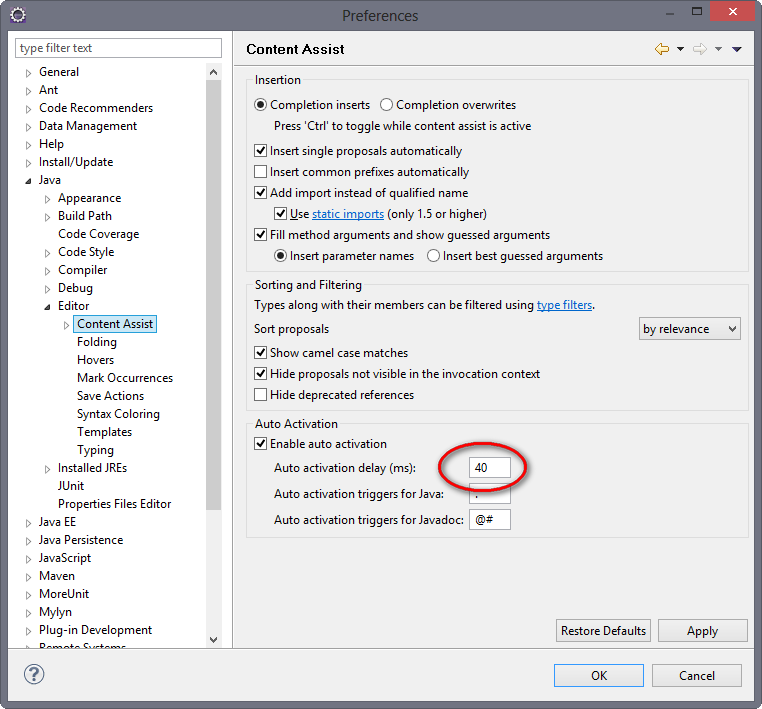 Preferences
type filter text
General
Ant
Code Recommenders
Data Management
Help
Install/Update
Java
Appearance
Build Path
Code Coverage
Code Style
Compiler
Debug
Editor
Content Assist
Folding
Hovers
Mark Occurrences
Save Actions
Syntax Coloring
Templates
Typing
Installed JREs
JUnit
Properties Files Editor
Java EE
Java Persistence
JavaScript
Maven
MoreUnit
Mylyn
Plug-in Development
Remote Systems
Content Assist
Insertion
Completion inserts Completion overwrites
Press 'Ctrl' to toggle while content assist is active
Insert single proposals automatically
Insert common prefixes automatically
Add import instead of qualified name
Use static imports (only 1.5 or higher)
Fill method arguments and show guessed arguments
Insert parameter names Insert best guessed arguments
Sorting and Filtering
Types along with their members can be filtered using type filters.
Sort proposals by relevance
Show camel case matches
Hide proposals not visible in the invocation context
Hide deprecated references
Auto Activation
Enable auto activation
Auto activation delay (ms): 40
Auto activation triggers for Java: .
Auto activation triggers for Javadoc: @#
Restore Defaults Apply
? OK Cancel